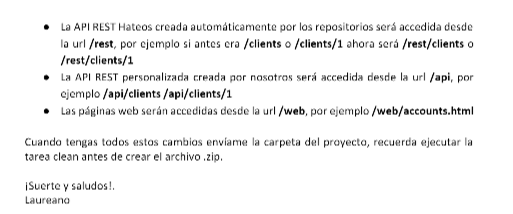 ● La API REST Hateos creada automáticamente por los repositorios será accedida desde
la url /rest, por ejemplo si antes era /clients o /clients/1 ahora será /rest/clients o
/rest/clients/1
● La API REST personalizada creada por nosotros será accedida desde la url /api, por
ejemplo /api/clients /api/clients/1
● Las páginas web serán accedidas desde la url /web, por ejemplo /web/accounts.html
Cuando tengas todos estos cambios envíame la carpeta del proyecto, recuerda ejecutar la
tarea clean antes de crear el archivo .zip.
¡Suerte y saludos!.
Laureano